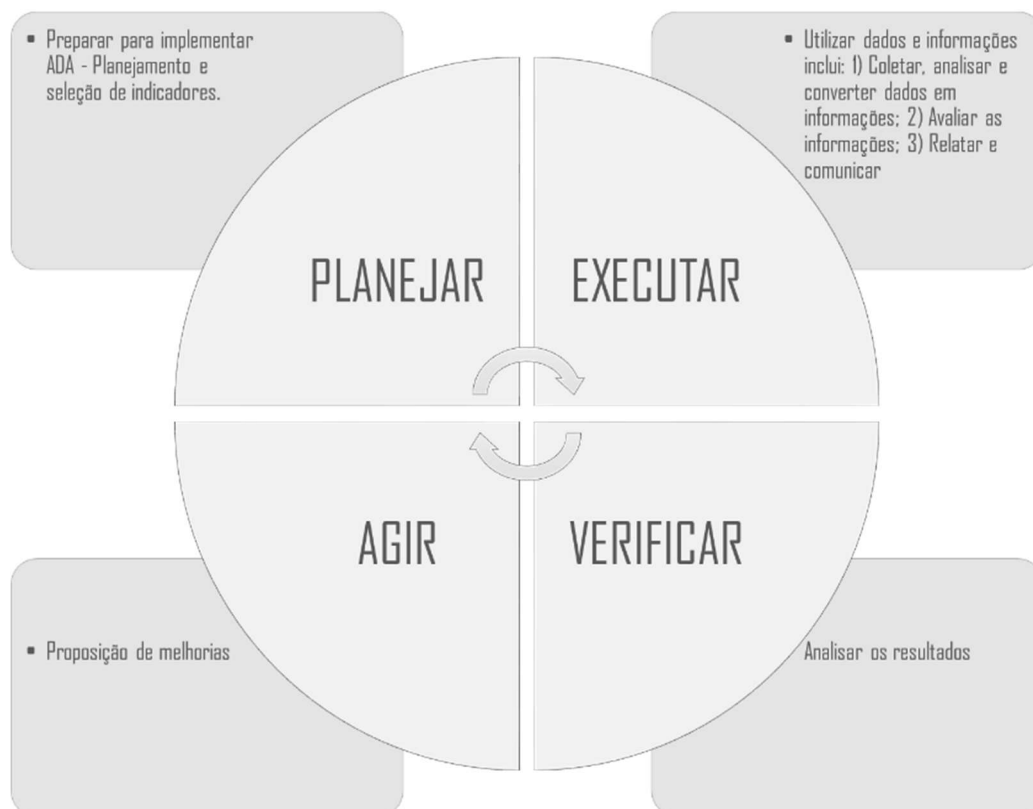 ▪ Preparar para implementar
ADA - Planejamento e
seleção de indicadores.
▪ Utilizar dados e informações
inclui: 1) Coletar, analisar e
converter dados em
informações; 2) Avaliar as
informações; 3) Relatar e
comunicar
PLANEJAR
EXECUTAR
AGIR
VERIFICAR
▪ Proposição de melhorias
Analisar os resultados